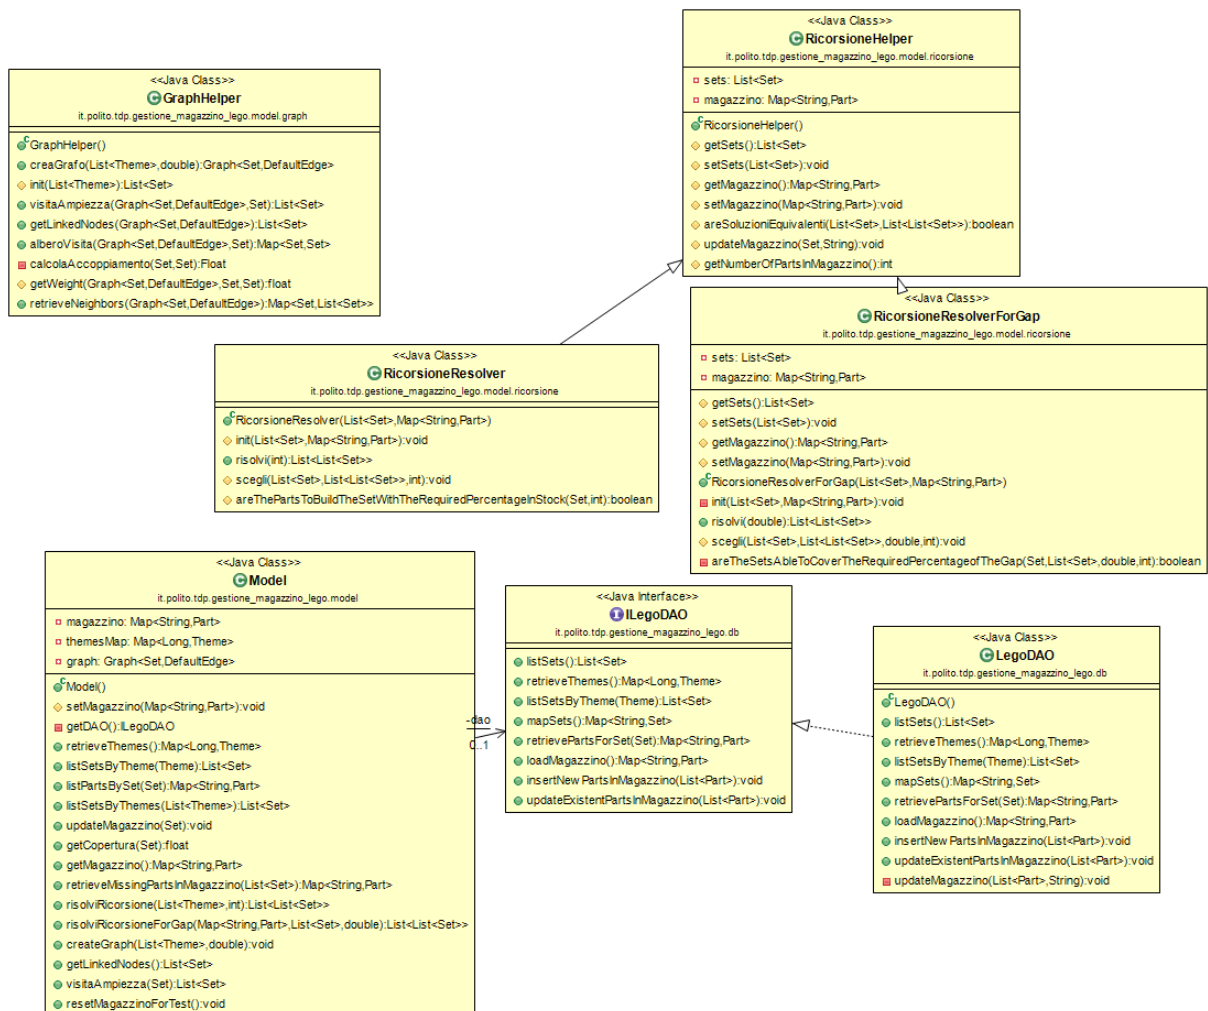 <<Java Class>>
GraphHelper
it.polito.tdp.gestione_magazzino_lego.model.graph
GraphHelper()
creaGrafo(List<Theme>,double):Graph<Set,DefaultEdge>
init(List<Theme>):List<Set>
visitaAmpiezza(Graph<Set,DefaultEdge>,Set):List<Set>
getLinkedNodes(Graph<Set,DefaultEdge>):List<Set>
alberoVisita(Graph<Set,DefaultEdge>,Set):Map<Set,Set>
calcolaAccoppiamento(Set,Set):Float
getWeight(Graph<Set,DefaultEdge>,Set,Set):float
retrieveNeighbors(Graph<Set,DefaultEdge>):Map<Set,List<Set>>
<<Java Class>>
RicorsioneHelper
it.polito.tdp.gestione_magazzino_lego.model.ricorsione
sets: List<Set>
magazzino: Map<String,Part>
RicorsioneHelper()
getSets():List<Set>
setSets(List<Set>):void
getMagazzino():Map<String,Part>
setMagazzino(Map<String,Part>):void
areSoluzioniEquivalenti(List<Set>,List<List<Set>>):boolean
updateMagazzino(Set,String):void
getNumberOfPartsInMagazzino():int
<<Java Class>>
RicorsioneResolver
it.polito.tdp.gestione_magazzino_lego.model.ricorsione
RicorsioneResolver(List<Set>,Map<String,Part>)
init(List<Set>,Map<String,Part>):void
risolvi(int):List<List<Set>>
scegli(List<Set>,List<List<Set>>,int):void
areThePartsToBuildTheSetWithTheRequiredPercentageInStock(Set,int):boolean
<<Java Class>>
RicorsioneResolverForGap
it.polito.tdp.gestione_magazzino_lego.model.ricorsione
sets: List<Set>
magazzino: Map<String,Part>
getSets():List<Set>
setSets(List<Set>):void
getMagazzino():Map<String,Part>
setMagazzino(Map<String,Part>):void
RicorsioneResolverForGap(List<Set>,Map<String,Part>)
init(List<Set>,Map<String,Part>):void
risolvi(double):List<List<Set>>
scegli(List<Set>,List<List<Set>>,double,int):void
areTheSetsAbleToCoverTheRequiredPercentageofTheGap(Set,List<Set>,double,int):boolean
<<Java Class>>
Model
it.polito.tdp.gestione_magazzino_lego.model
magazzino: Map<String,Part>
themesMap: Map<Long,Theme>
graph: Graph<Set,DefaultEdge>
Model()
setMagazzino(Map<String,Part>):void
getDAO():ILegoDAO
retrieveThemes():Map<Long,Theme>
listSetsByTheme(Theme):List<Set>
listPartsBySet(Set):Map<String,Part>
listSetsByThemes(List<Theme>):List<Set>
updateMagazzino(Set):void
getCopertura(Set):float
getMagazzino():Map<String,Part>
retrieveMissingPartsInMagazzino(List<Set>):Map<String,Part>
risolviRicorsione(List<Theme>,int):List<List<Set>>
risolviRicorsioneForGap(Map<String,Part>,List<Set>,double):List<List<Set>>
createGraph(List<Theme>,double):void
getLinkedNodes():List<Set>
visitaAmpiezza(Set):List<Set>
resetMagazzinoForTest():void
-dao
0..1
<<Java Interface>>
ILegoDAO
it.polito.tdp.gestione_magazzino_lego.db
listSets():List<Set>
retrieveThemes():Map<Long,Theme>
listSetsByTheme(Theme):List<Set>
mapSets():Map<String,Set>
retrievePartsForSet(Set):Map<String,Part>
loadMagazzino():Map<String,Part>
insertNewPartsInMagazzino(List<Part>):void
updateExistentPartsInMagazzino(List<Part>):void
<<Java Class>>
LegoDAO
it.polito.tdp.gestione_magazzino_lego.db
LegoDAO()
listSets():List<Set>
retrieveThemes():Map<Long,Theme>
listSetsByTheme(Theme):List<Set>
mapSets():Map<String,Set>
retrievePartsForSet(Set):Map<String,Part>
loadMagazzino():Map<String,Part>
insertNewPartsInMagazzino(List<Part>):void
updateExistentPartsInMagazzino(List<Part>):void
updateMagazzino(List<Part>,String):void